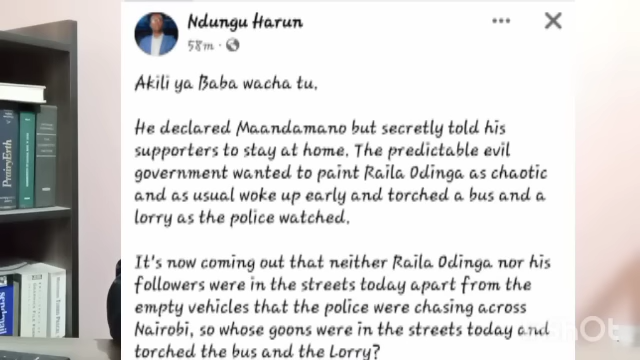 Ndungu Harun
58m
Akili ya Baba wacha tu.
He declared Maandamano but secretly told his
supporters to stay at home. The predictable evil
government wanted to paint Raila Odinga as chaotic
and as usual woke up early and torched a bus and a
lorry as the police watched.
It's now coming out that neither Raila Odinga nor his
followers were in the streets today apart from the
empty vehicles that the police were chasing across
Nairobi, so whose goons were in the streets today and
torched the bus and the Lorry?